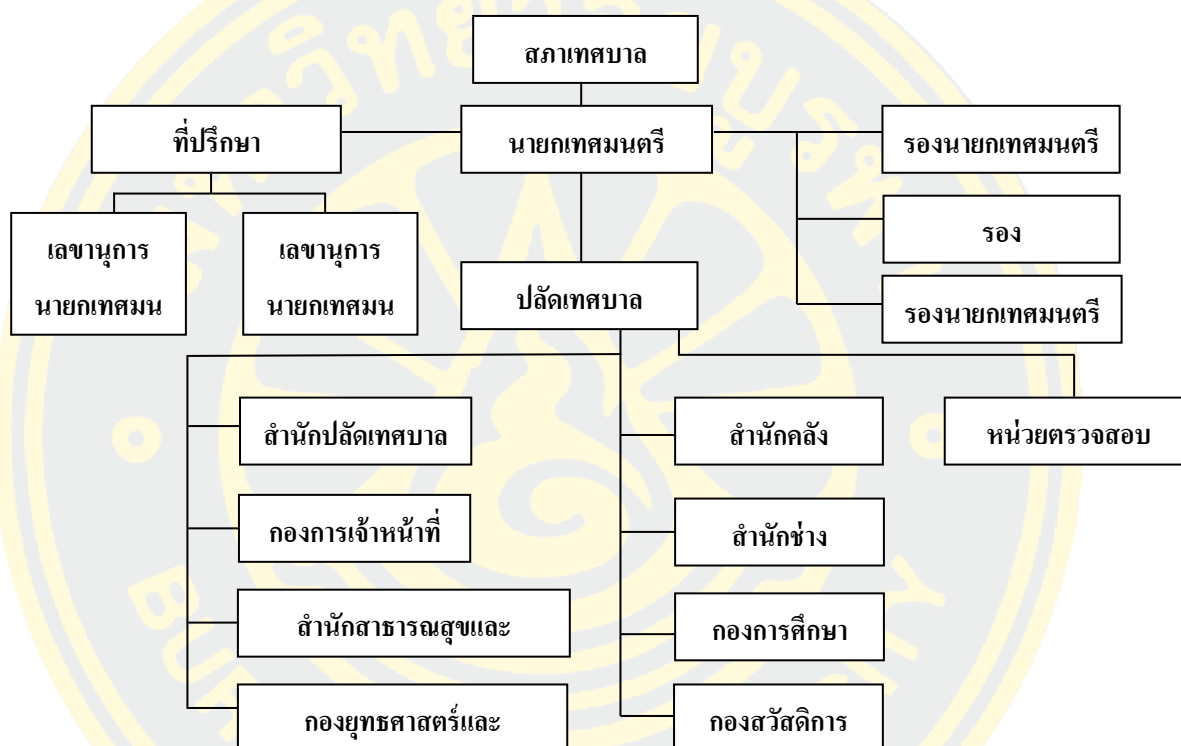 สภาเทศบาล
ที่ปรึกษา
นายกเทศมนตรี
รองนายกเทศมนตรี
เลขานุการ
นายกเทศมน
เลขานุการ
นายกเทศมน
รอง
ปลัดเทศบาล
รองนายกเทศมนตรี
สำนักปลัดเทศบาล
สำนักคลัง
หน่วยตรวจสอบ
กองการเจ้าหน้าที่
สำนักช่าง
สำนักสาธารณสุขและ
กองการศึกษา
กองยุทธศาสตร์และ
กองสวัสดิการ